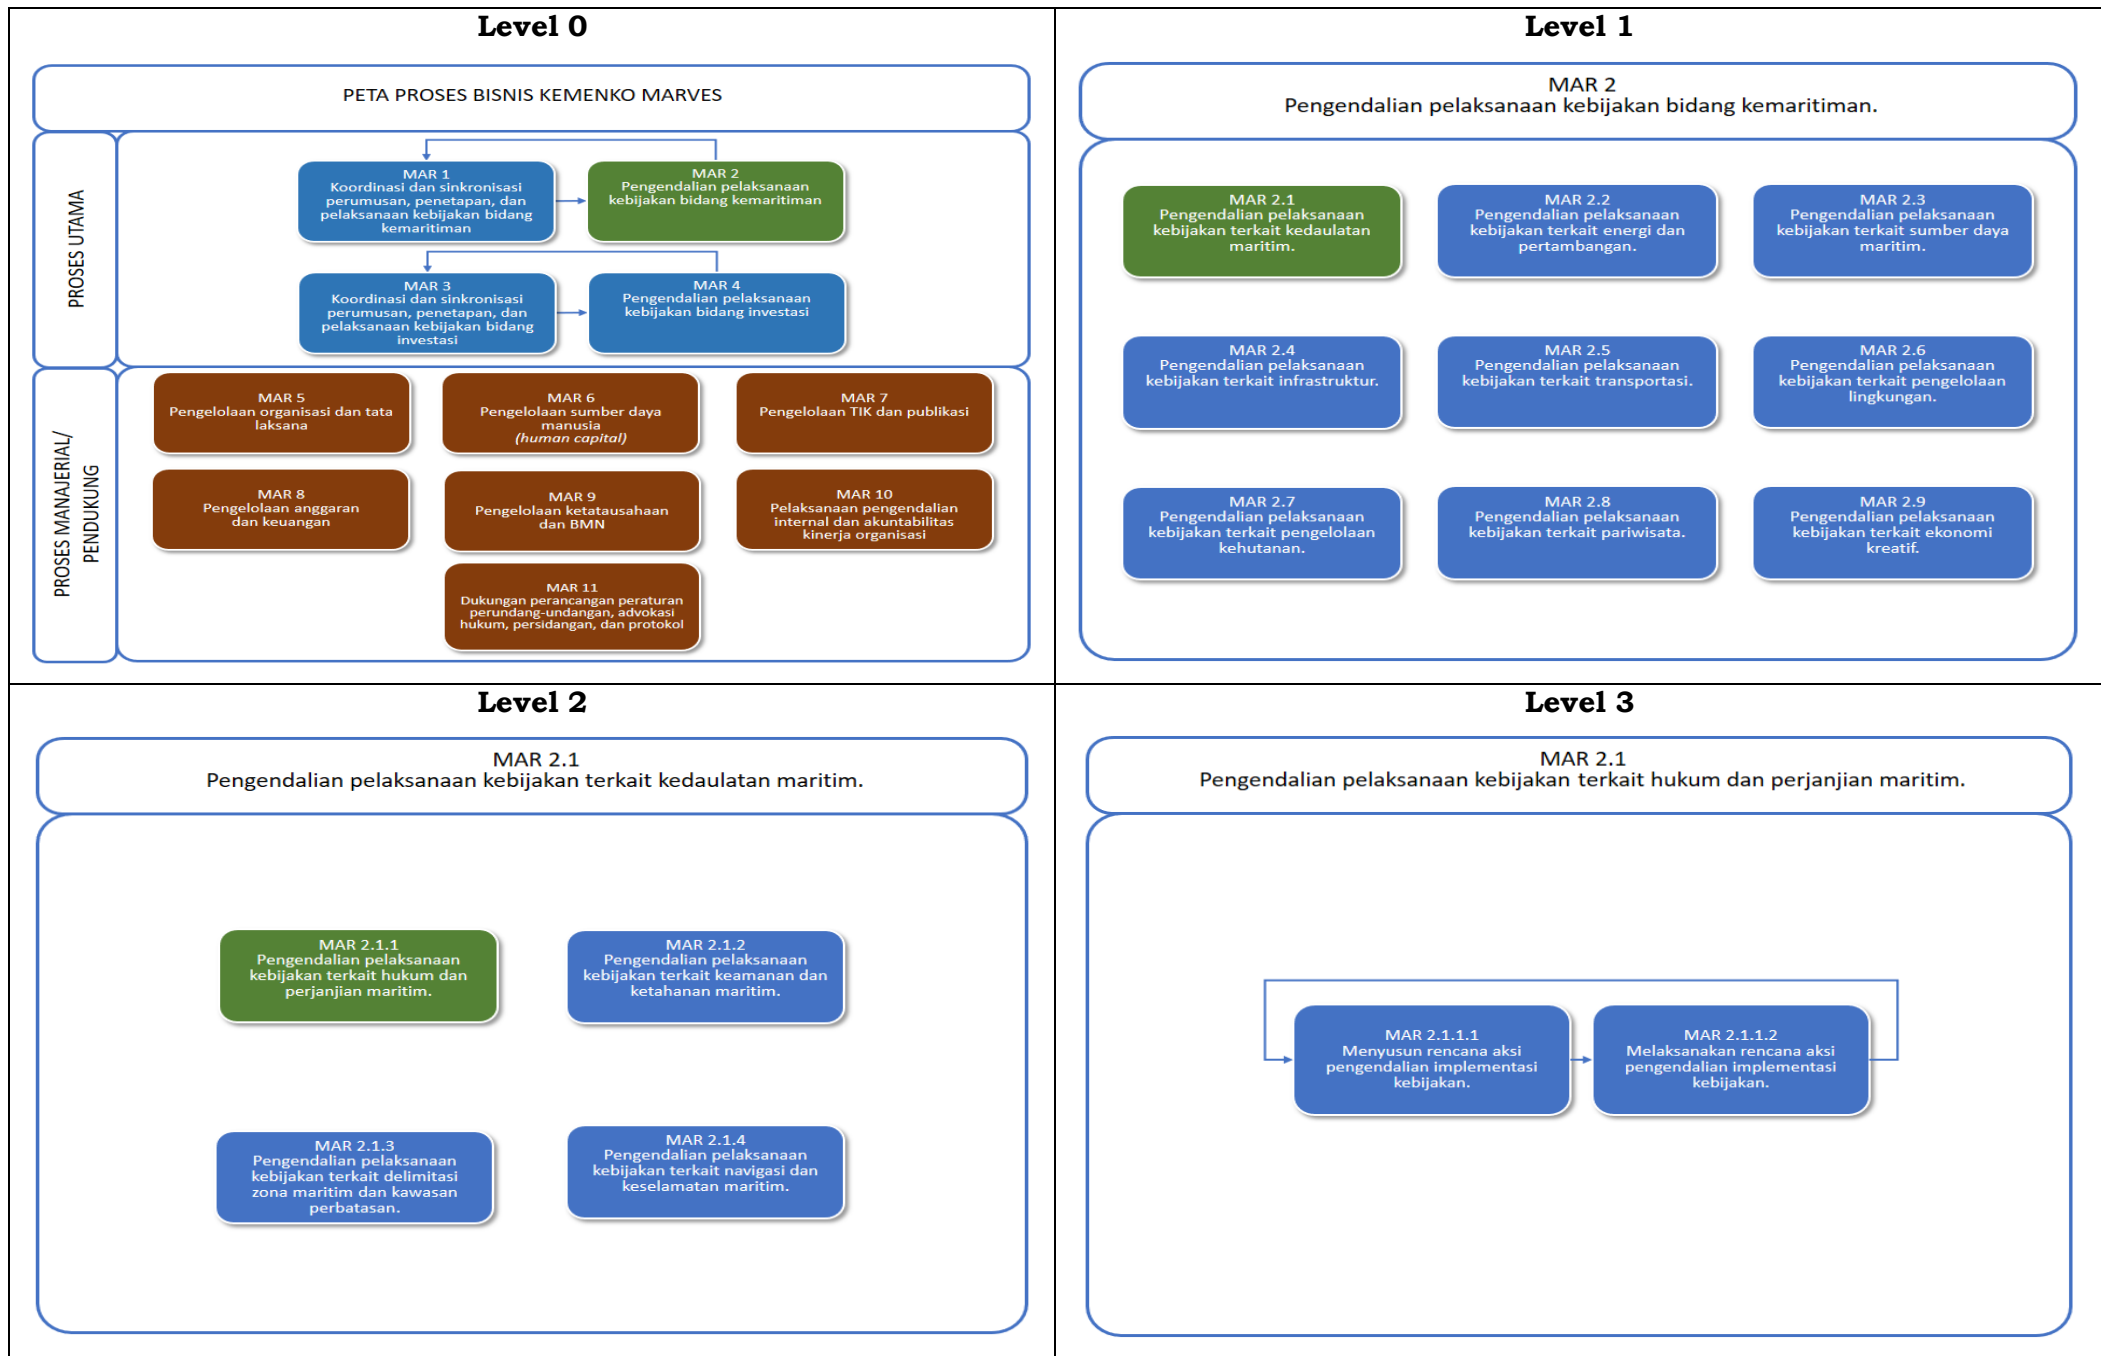 Level 0
PETA PROSES BISNIS KEMENKO MARVES
PROSES UTAMA
MAR 1
Koordinasi dan sinkronisasi
perumusan, penetapan, dan
pelaksanaan kebijakan bidang
kemaritiman
MAR 2
Pengendalian pelaksanaan
kebijakan bidang kemaritiman
MAR 3
Koordinasi dan sinkronisasi
perumusan, penetapan, dan
pelaksanaan kebijakan bidang
investasi
MAR 4
Pengendalian pelaksanaan
kebijakan bidang investasi
PROSES MANAJERIAL/
PENDUKUNG
MAR 5
Pengelolaan organisasi dan tata
laksana
MAR 6
Pengelolaan sumber daya
manusia
(human capital)
MAR 7
Pengelolaan TIK dan publikasi
MAR 8
Pengelolaan anggaran
dan keuangan
MAR 9
Pengelolaan ketatausahaan
dan BMN
MAR 10
Pelaksanaan pengendalian
internal dan akuntabilitas
kinerja organisasi
MAR 11
Dukungan perancangan peraturan
perundang-undangan, advokasi
hukum, persidangan, dan protokol
Level 1
MAR 2
Pengendalian pelaksanaan kebijakan bidang kemaritiman.
MAR 2.1
Pengendalian pelaksanaan
kebijakan terkait kedaulatan
maritim.
MAR 2.2
Pengendalian pelaksanaan
kebijakan terkait energi dan
pertambangan.
MAR 2.3
Pengendalian pelaksanaan
kebijakan terkait sumber daya
maritim.
MAR 2.4
Pengendalian pelaksanaan
kebijakan terkait infrastruktur.
MAR 2.5
Pengendalian pelaksanaan
kebijakan terkait transportasi.
MAR 2.6
Pengendalian pelaksanaan
kebijakan terkait pengelolaan
lingkungan.
MAR 2.7
Pengendalian pelaksanaan
kebijakan terkait pengelolaan
kehutanan.
MAR 2.8
Pengendalian pelaksanaan
kebijakan terkait pariwisata.
MAR 2.9
Pengendalian pelaksanaan
kebijakan terkait ekonomi
kreatif.
Level 2
MAR 2.1
Pengendalian pelaksanaan kebijakan terkait kedaulatan maritim.
MAR 2.1.1
Pengendalian pelaksanaan
kebijakan terkait hukum dan
perjanjian maritim.
MAR 2.1.2
Pengendalian pelaksanaan
kebijakan terkait keamanan dan
ketahanan maritim.
MAR 2.1.3
Pengendalian pelaksanaan
kebijakan terkait delimitasi
zona maritim dan kawasan
perbatasan.
MAR 2.1.4
Pengendalian pelaksanaan
kebijakan terkait navigasi dan
keselamatan maritim.
Level 3
MAR 2.1
Pengendalian pelaksanaan kebijakan terkait hukum dan perjanjian maritim.
MAR 2.1.1.1
Menyusun rencana aksi
pengendalian implementasi
kebijakan.
MAR 2.1.1.2
Melaksanakan rencana aksi
pengendalian implementasi
kebijakan.